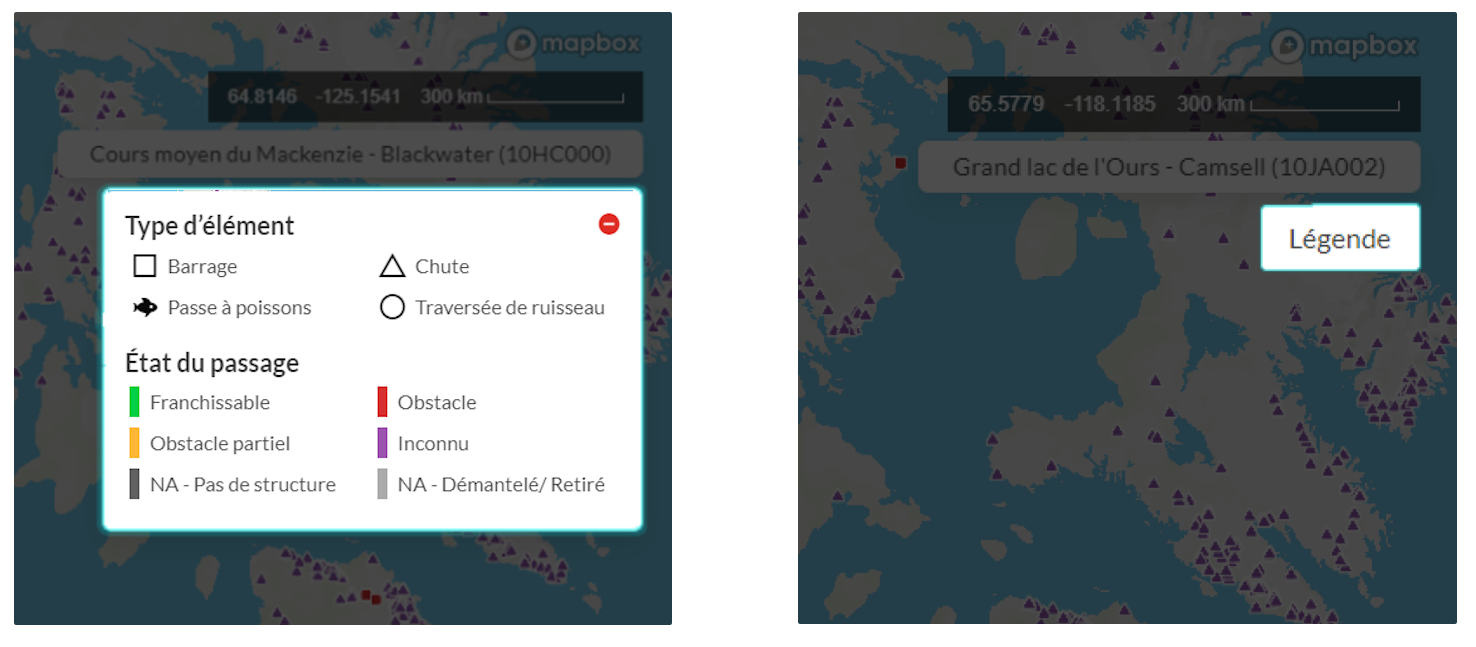 mapbox
64.8146 -125.1541 300 km
Cours moyen du Mackenzie - Blackwater (10HC000)
Type d’élément
Barrage
Chute
Passe à poissons
Traversée de ruisseau
État du passage
Franchissable
Obstacle
Obstacle partiel
Inconnu
NA - Pas de structure
NA - Démantelé/ Retiré
mapbox
65.5779 -118.1185 300 km
Grand lac de l'Ours - Camsell (10JA002)
Légende